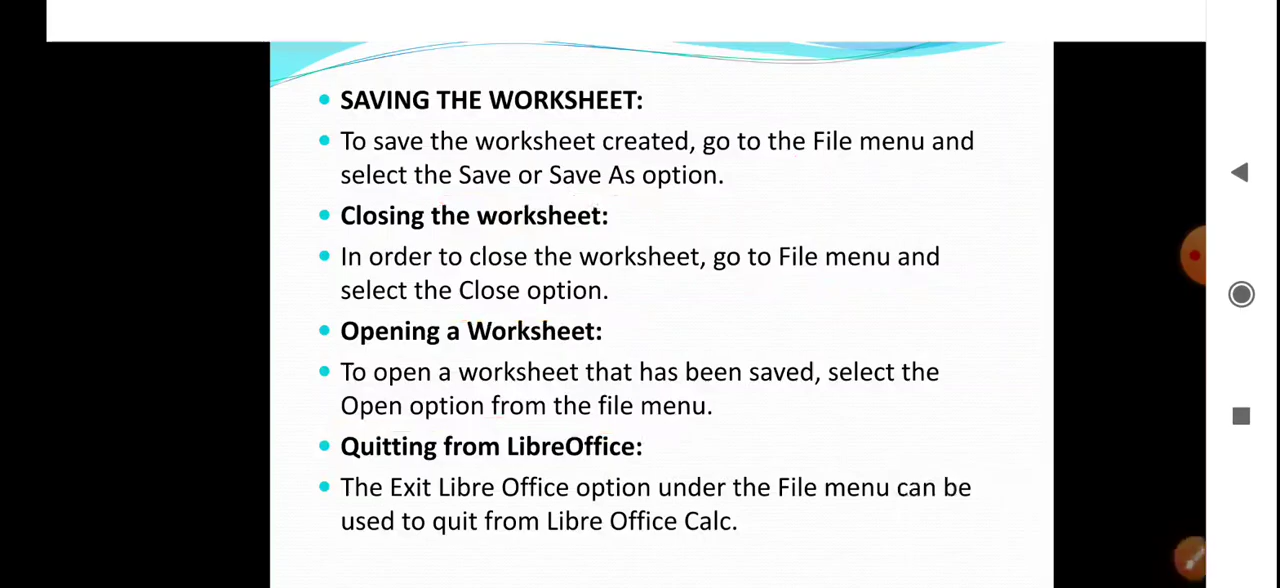 SAVING THE WORKSHEET:
To save the worksheet created, go to the File menu and
select the Save or Save As option.
Closing the worksheet:
In order to close the worksheet, go to File menu and
select the Close option.
Opening a Worksheet:
To open a worksheet that has been saved, select the
Open option from the file menu.
Quitting from LibreOffice:
The Exit Libre Office option under the File menu can be
used to quit from Libre Office Calc.